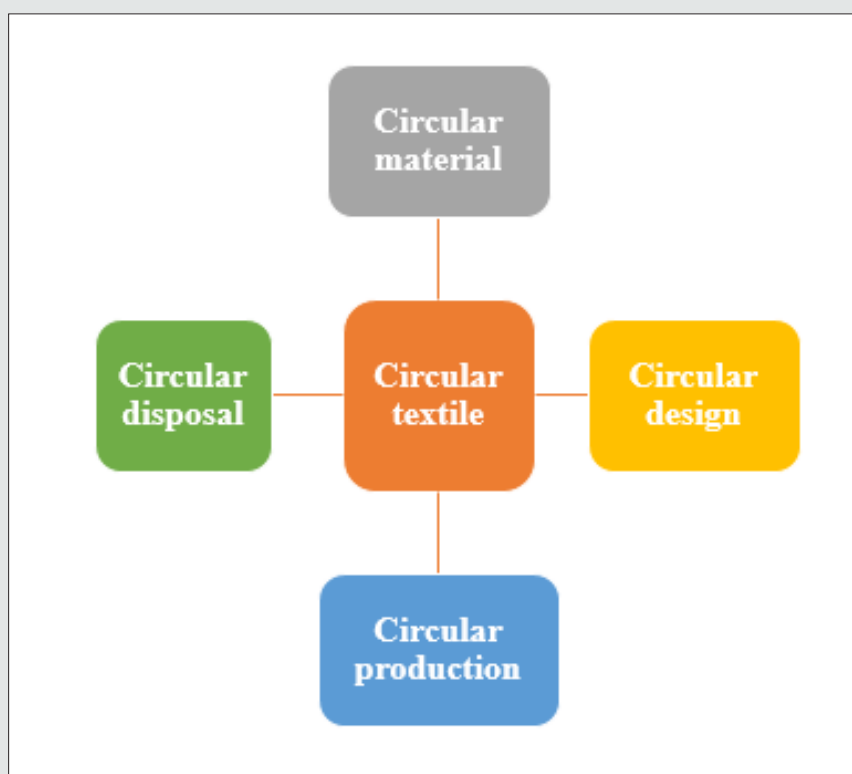 Circular
material
Circular
disposal
Circular
textile
Circular
design
Circular
production